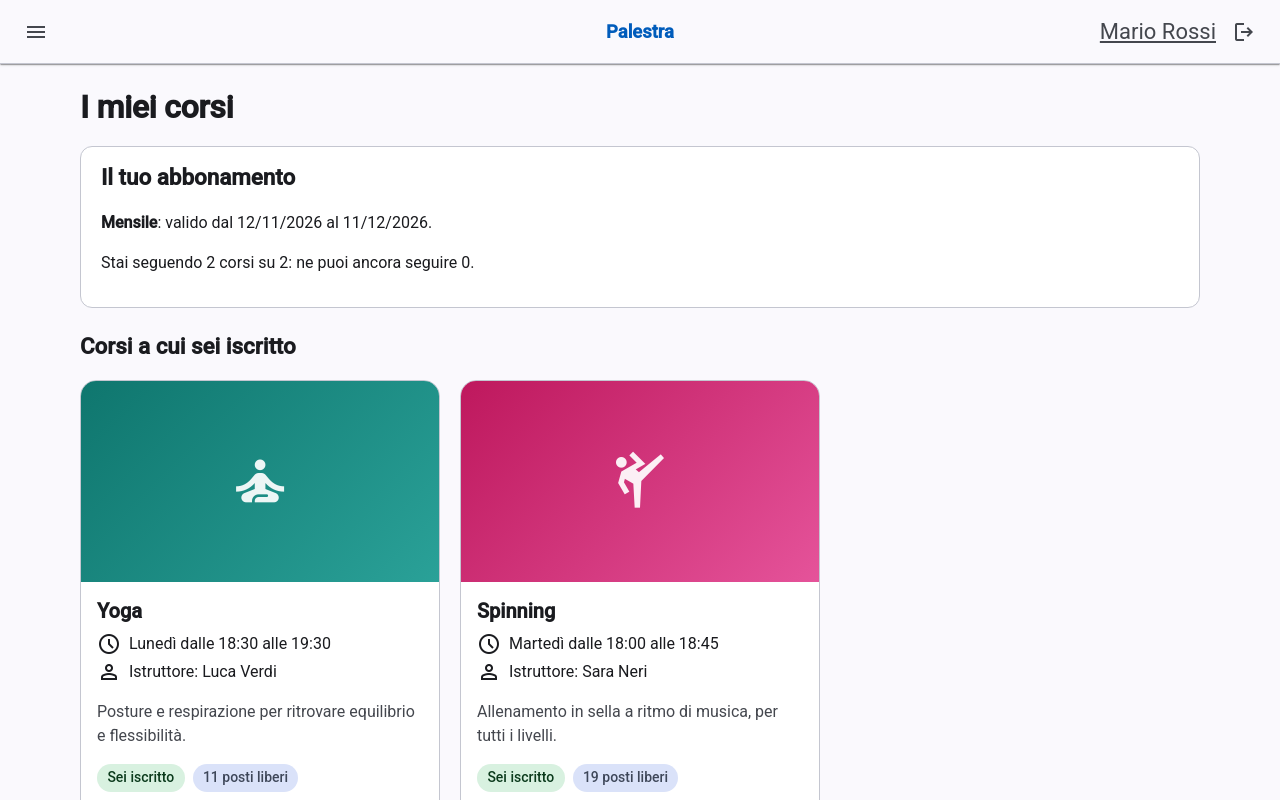 Palestra
Mario Rossi
I miei corsi
Il tuo abbonamento
Mensile: valido dal 12/11/2026 al 11/12/2026.
Stai seguendo 2 corsi su 2: ne puoi ancora seguire 0.
Corsi a cui sei iscritto
Yoga
Lunedì dalle 18:30 alle 19:30
Istruttore: Luca Verdi
Posture e respirazione per ritrovare equilibrio
e flessibilità.
Sei iscritto
11 posti liberi
Spinning
Martedì dalle 18:00 alle 18:45
Istruttore: Sara Neri
Allenamento in sella a ritmo di musica, per
tutti i livelli.
Sei iscritto
19 posti liberi